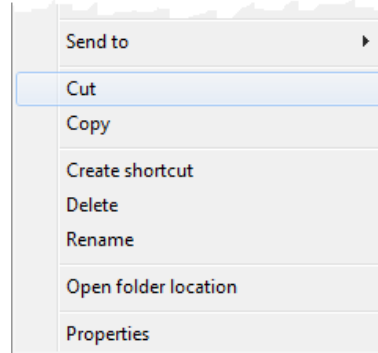 Send to
Cut
Copy
Create shortcut
Delete
Rename
Open folder location
Properties